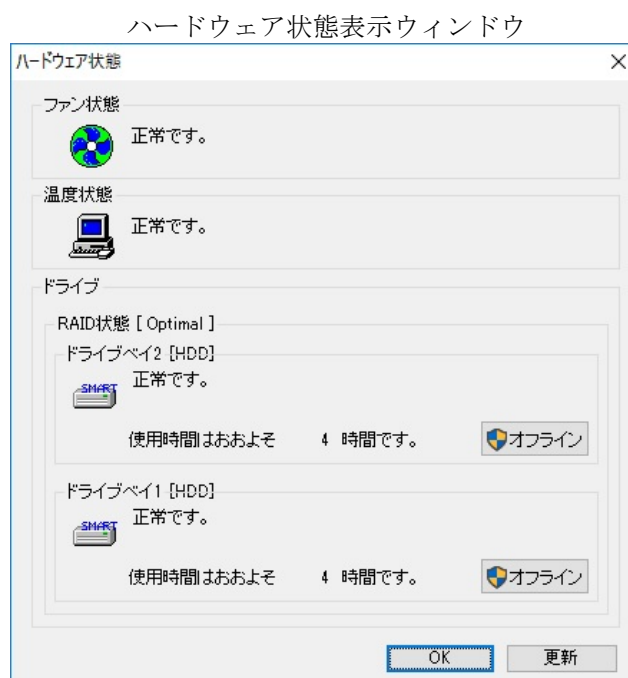 ハードウェア状態表示ウィンドウ
ハードウェア状態
ファン状態
正常です。
温度状態
正常です。
ドライブ
RAID状態 [ Optimal ]
ドライブベイ2 [HDD]
SMART
正常です。
使用時間はおおよそ 4 時間です。 オフライン
ドライブベイ1 [HDD]
SMART
正常です。
使用時間はおおよそ 4 時間です。 オフライン
OK 更新